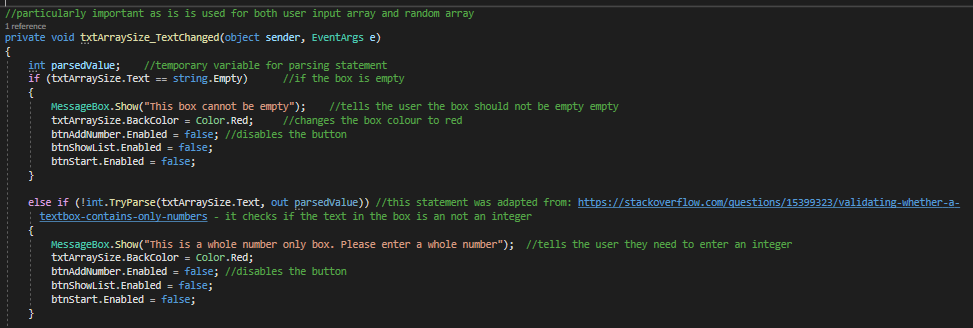 //particularly important as is is used for both user input array and random array
1 reference
private void txtArraySize_TextChanged(object sender, EventArgs e)
{
int parsedValue; //temporary variable for parsing statement
if (txtArraySize.Text == string.Empty) //if the box is empty
{
MessageBox.Show("This box cannot be empty"); //tells the user the box should not be empty empty
txtArraySize.BackColor = Color.Red; //changes the box colour to red
btnAddNumber.Enabled = false; //disables the button
btnShowList.Enabled = false;
btnStart.Enabled = false;
}
else if (!int.TryParse(txtArraySize.Text, out parsedValue)) //this statement was adapted from: https://stackoverflow.com/questions/15399323/validating-whether-a-
textbox-contains-only-numbers - it checks if the text in the box is an not an integer
{
MessageBox.Show("This is a whole number only box. Please enter a whole number"); //tells the user they need to enter an integer
txtArraySize.BackColor = Color.Red;
btnAddNumber.Enabled = false; //disables the button
btnShowList.Enabled = false;
btnStart.Enabled = false;
}